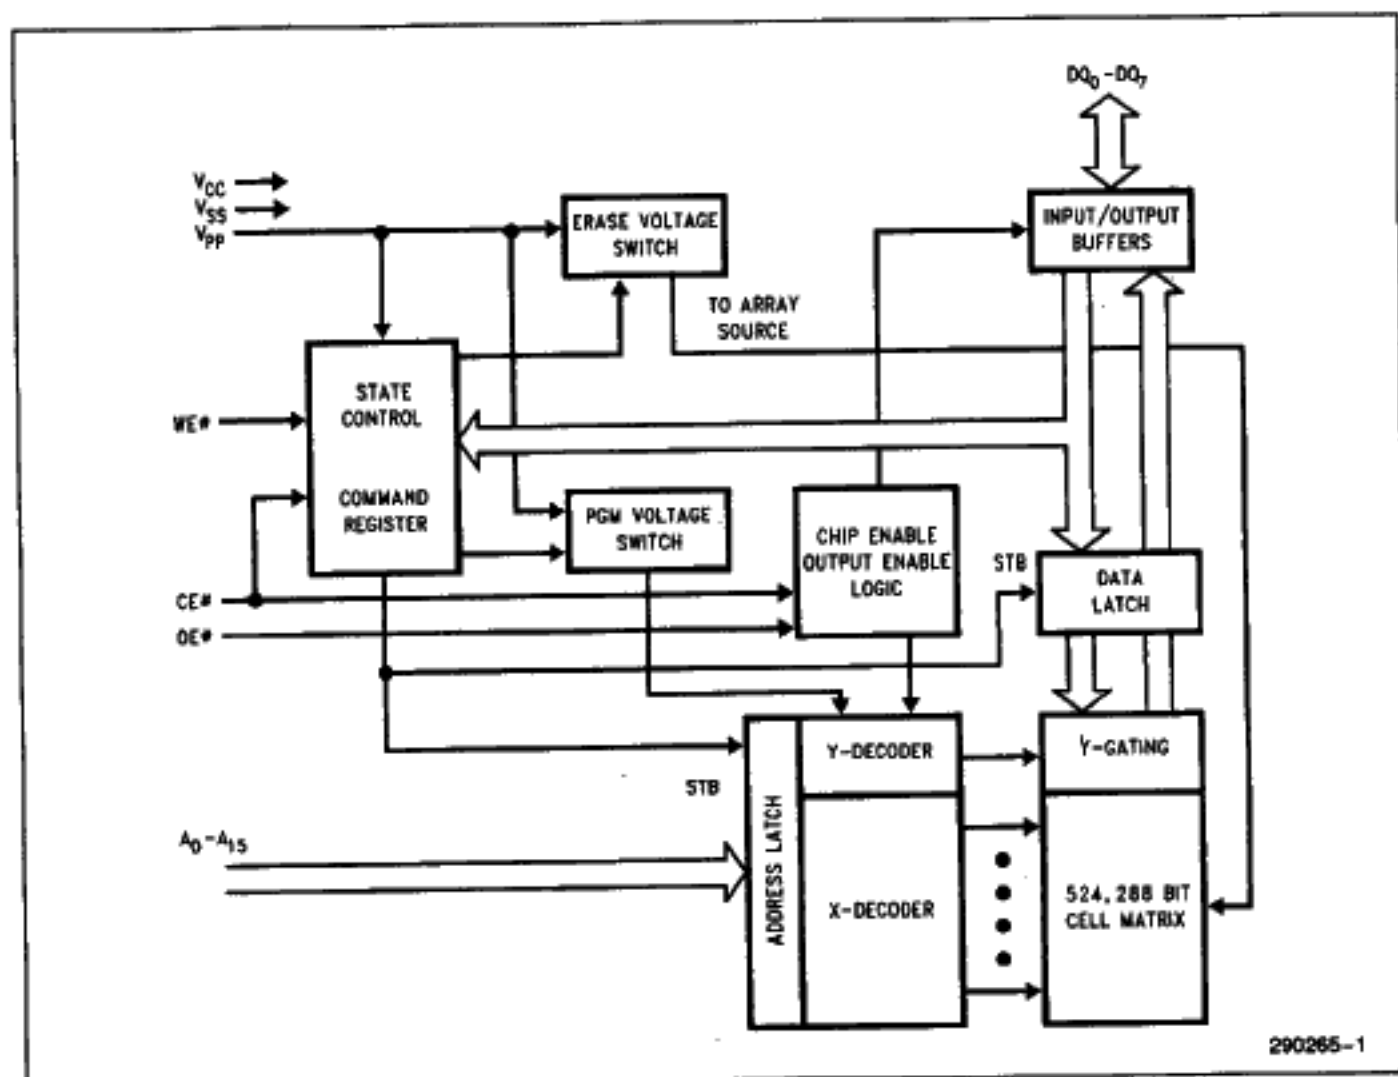 DQ0-DQ7
VCC
VSS
VPP
ERASE VOLTAGE
SWITCH
INPUT/OUTPUT
BUFFERS
TO ARRAY
SOURCE
STATE
CONTROL
COMMAND
REGISTER
WE#
PGM VOLTAGE
SWITCH
CHIP ENABLE
OUTPUT ENABLE
LOGIC
STB
DATA
LATCH
CE#
OE#
Y-DECODER
Y-GATING
STB
A0-A15
ADDRESS LATCH
X-DECODER
524,288 BIT
CELL MATRIX
290265-1